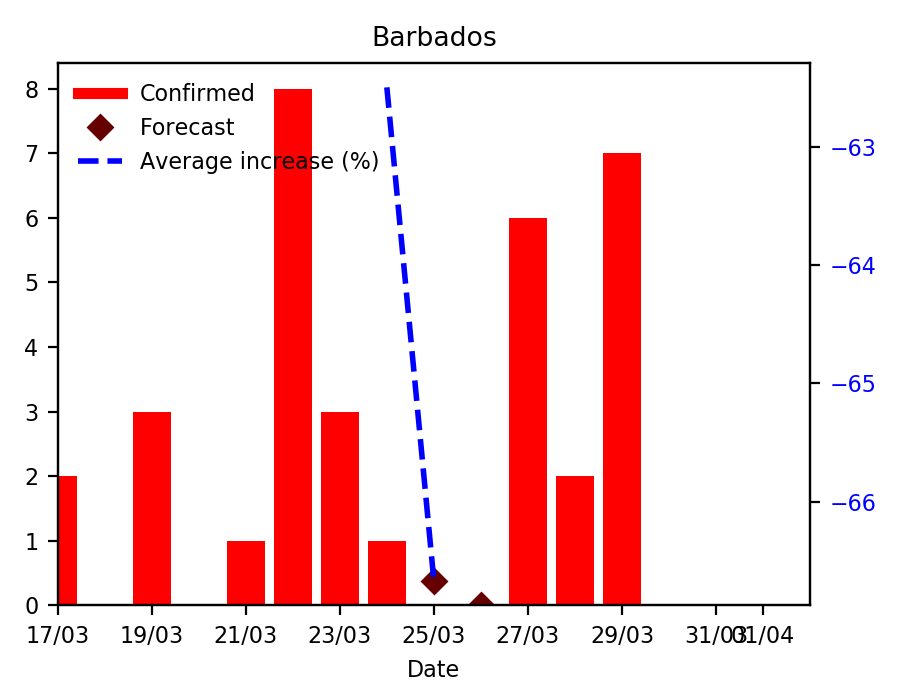 Barbados
Confirmed
Forecast
Average increase (%)
8
7
6
5
4
3
2
1
0
−63
−64
−65
−66
17/03 19/03 21/03 23/03 25/03 27/03 29/03 31/03 01/04
Date